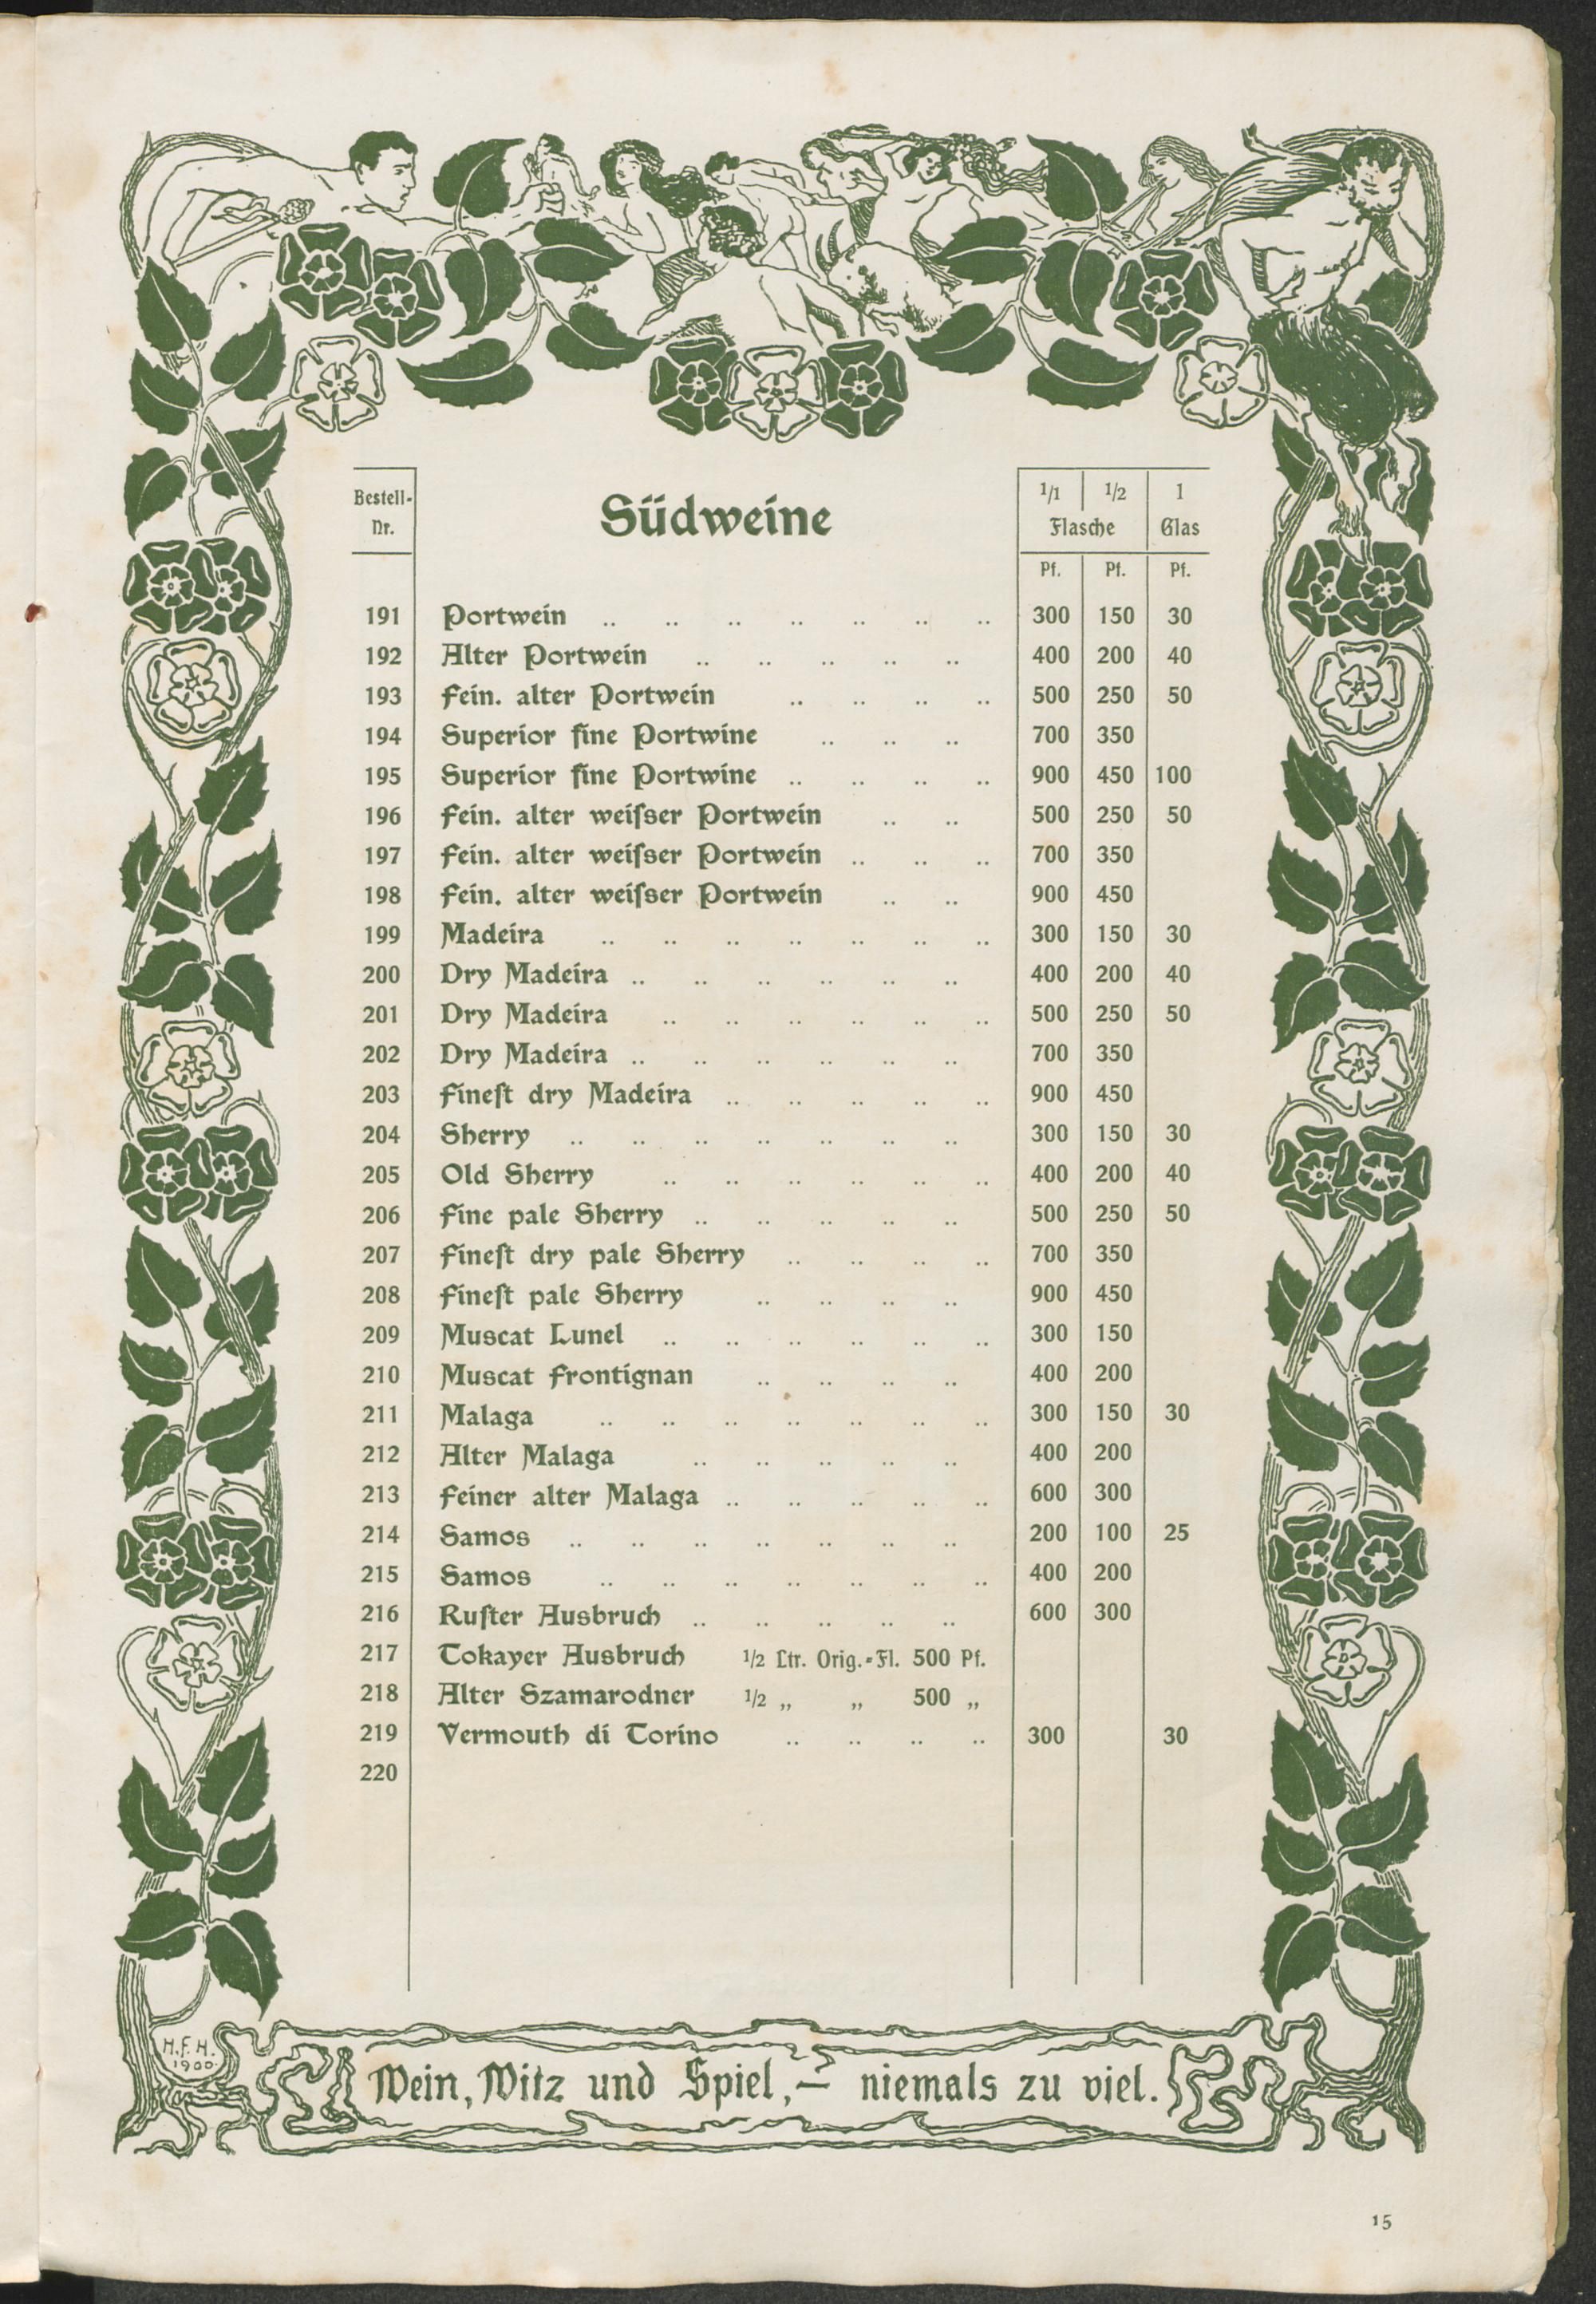 Bestell-Nr. Südweine 1/1 1/2 1
Flasche Glas
Pf. Pf. Pf.
191 Portwein .. .. .. .. .. .. .. 300 150 30
192 Alter Portwein .. .. .. .. .. 400 200 40
193 Fein. alter Portwein .. .. .. .. 500 250 50
194 Superior fine Portwine .. .. .. 700 350
195 Superior fine Portwine .. .. .. .. 900 450 100
196 Fein. alter weiſser Portwein .. .. 500 250 50
197 Fein. alter weiſser Portwein .. .. .. 700 350
198 Fein. alter weiſser Portwein .. .. 900 450
199 Madeira .. .. .. .. .. .. .. 300 150 30
200 Dry Madeira .. .. .. .. .. .. 400 200 40
201 Dry Madeira .. .. .. .. .. .. 500 250 50
202 Dry Madeira .. .. .. .. .. .. 700 350
203 Fineſt dry Madeira .. .. .. .. .. 900 450
204 Sherry .. .. .. .. .. .. .. 300 150 30
205 Old Sherry .. .. .. .. .. .. 400 200 40
206 Fine pale Sherry .. .. .. .. .. 500 250 50
207 Fineſt dry pale Sherry .. .. .. .. 700 350
208 Fineſt pale Sherry .. .. .. .. 900 450
209 Muscat Lunel .. .. .. .. .. .. 300 150
210 Muscat Frontignan .. .. .. .. 400 200
211 Malaga .. .. .. .. .. .. .. 300 150 30
212 Alter Malaga .. .. .. .. .. 400 200
213 Feiner alter Malaga .. .. .. .. .. 600 300
214 Samos .. .. .. .. .. .. .. 200 100 25
215 Samos .. .. .. .. .. .. .. 400 200
216 Ruſter Ausbruch .. .. .. .. .. 600 300
217 Tokayer Ausbruch 1/2 Ltr. Orig.-Fl. 500 Pf.
218 Alter Szamarodner 1/2 „ „ 500 „
219 Vermouth di Torino .. .. .. .. 300 30
220
H.F.H.
1900.
Wein, Witz und Spiel, — niemals zu viel.
15